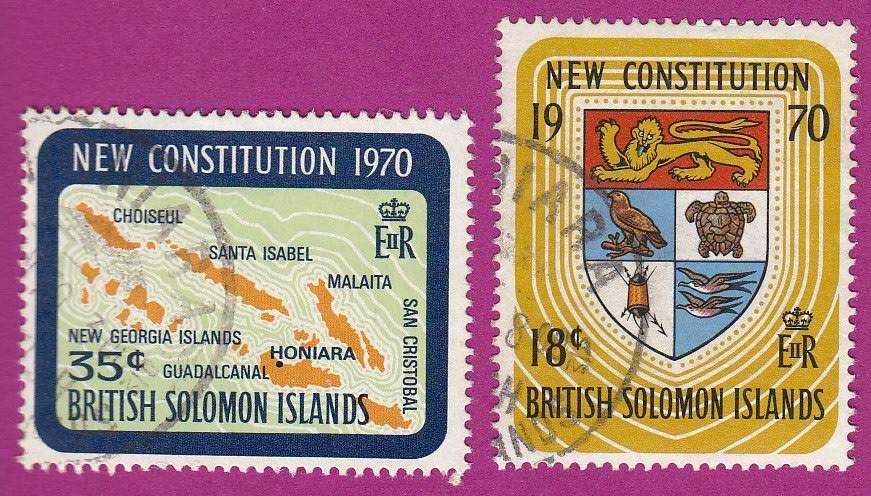 NEW CONSTITUTION 1970
CHOISEUL
SANTA ISABEL
EIIR
MALAITA
SAN CRISTOBAL
NEW GEORGIA ISLANDS
35¢
HONIARA
GUADALCANAL
BRITISH SOLOMON ISLANDS
NEW CONSTITUTION
19 70
18¢
EIIR
BRITISH SOLOMON ISLANDS